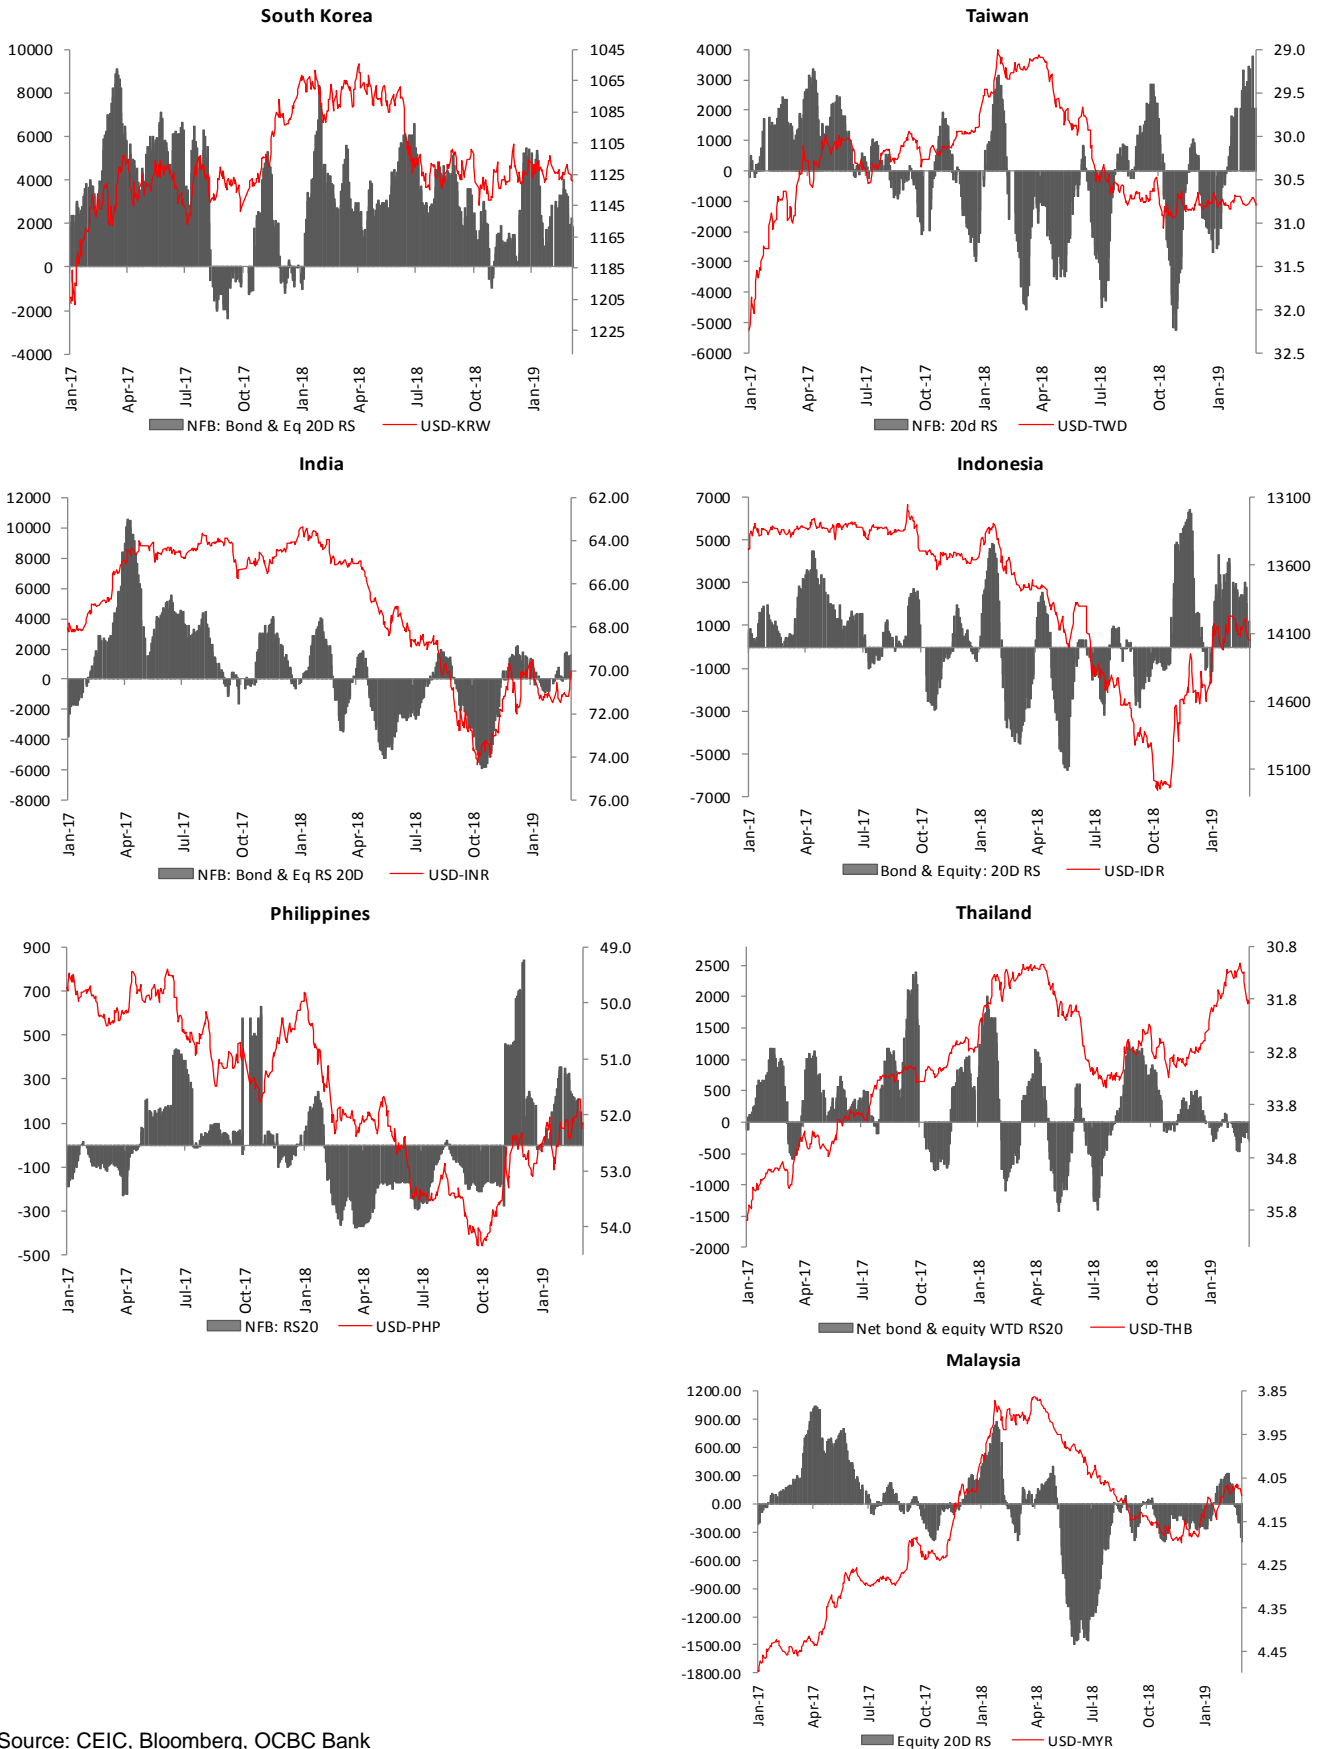 South Korea
10000
8000
6000
4000
2000
0
-2000
-4000
1045
1065
1085
1105
1125
1145
1165
1185
1205
1225
Jan-17
Apr-17
Jul-17
Oct-17
Jan-18
Apr-18
Jul-18
Oct-18
Jan-19
NFB: Bond & Eq 20D RS USD-KRW
Taiwan
4000
3000
2000
1000
0
-1000
-2000
-3000
-4000
-5000
-6000
29.0
29.5
30.0
30.5
31.0
31.5
32.0
32.5
Jan-17
Apr-17
Jul-17
Oct-17
Jan-18
Apr-18
Jul-18
Oct-18
Jan-19
NFB: 20d RS USD-TWD
India
12000
10000
8000
6000
4000
2000
0
-2000
-4000
-6000
-8000
62.00
64.00
66.00
68.00
70.00
72.00
74.00
76.00
Jan-17
Apr-17
Jul-17
Oct-17
Jan-18
Apr-18
Jul-18
Oct-18
Jan-19
NFB: Bond & Eq RS 20D USD-INR
Indonesia
7000
5000
3000
1000
-1000
-3000
-5000
-7000
13100
13600
14100
14600
15100
Jan-17
Apr-17
Jul-17
Oct-17
Jan-18
Apr-18
Jul-18
Oct-18
Jan-19
Bond & Equity: 20D RS USD-IDR
Philippines
900
700
500
300
100
-100
-300
-500
49.0
50.0
51.0
52.0
53.0
54.0
Jan-17
Apr-17
Jul-17
Oct-17
Jan-18
Apr-18
Jul-18
Oct-18
Jan-19
NFB: RS20 USD-PHP
Thailand
2500
2000
1500
1000
500
0
-500
-1000
-1500
-2000
30.8
31.8
32.8
33.8
34.8
35.8
Jan-17
Apr-17
Jul-17
Oct-17
Jan-18
Apr-18
Jul-18
Oct-18
Jan-19
Net bond & equity WTD RS20 USD-THB
Malaysia
1200.00
900.00
600.00
300.00
0.00
-300.00
-600.00
-900.00
-1200.00
-1500.00
-1800.00
3.85
3.95
4.05
4.15
4.25
4.35
4.45
Jan-17
Apr-17
Jul-17
Oct-17
Jan-18
Apr-18
Jul-18
Oct-18
Jan-19
Equity 20D RS USD-MYR
Source: CEIC, Bloomberg, OCBC Bank